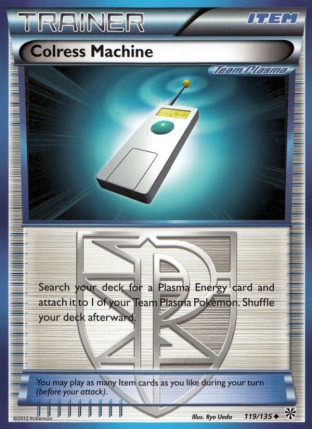 TRAINER
ITEM
Colress Machine
Team Plasma
Search your deck for a Plasma Energy card and
attach it to 1 of your Team Plasma Pokémon. Shuffle
your deck afterward.
You may play as many Item cards as you like during your turn
(before your attack).
©2012 Pokémon
Illus. Ryo Ueda
119/135